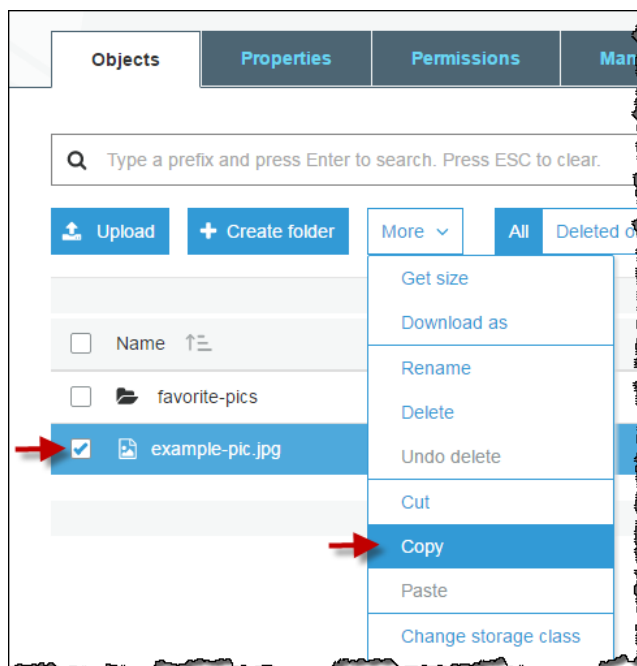 Objects Properties Permissions
Type a prefix and press Enter to search. Press ESC to clear.
Upload Create folder More All Deleted
Get size
Download as
Name
Rename
favorite-pics
Delete
example-pic.jpg
Undo delete
Cut
Copy
Paste
Change storage class